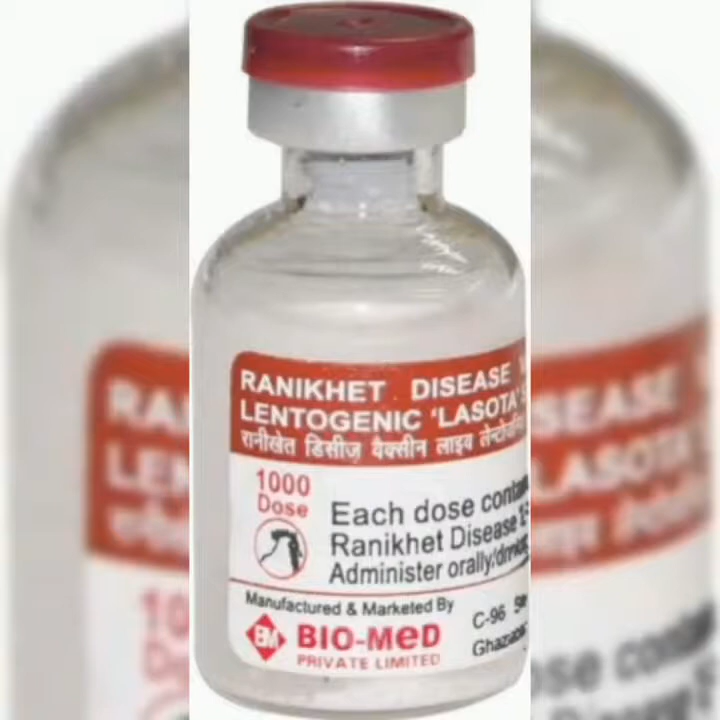 RANIKHET DISEASE
LENTOGENIC 'LASOTA'
रानीखेत डिसीज़ वैक्सीन लाइव
1000
Dose
Each dose
Ranikhet Disease
Administer orally/
Manufactured & Marketed By
BM BIO-MeD
PRIVATE LIMITED
C-96